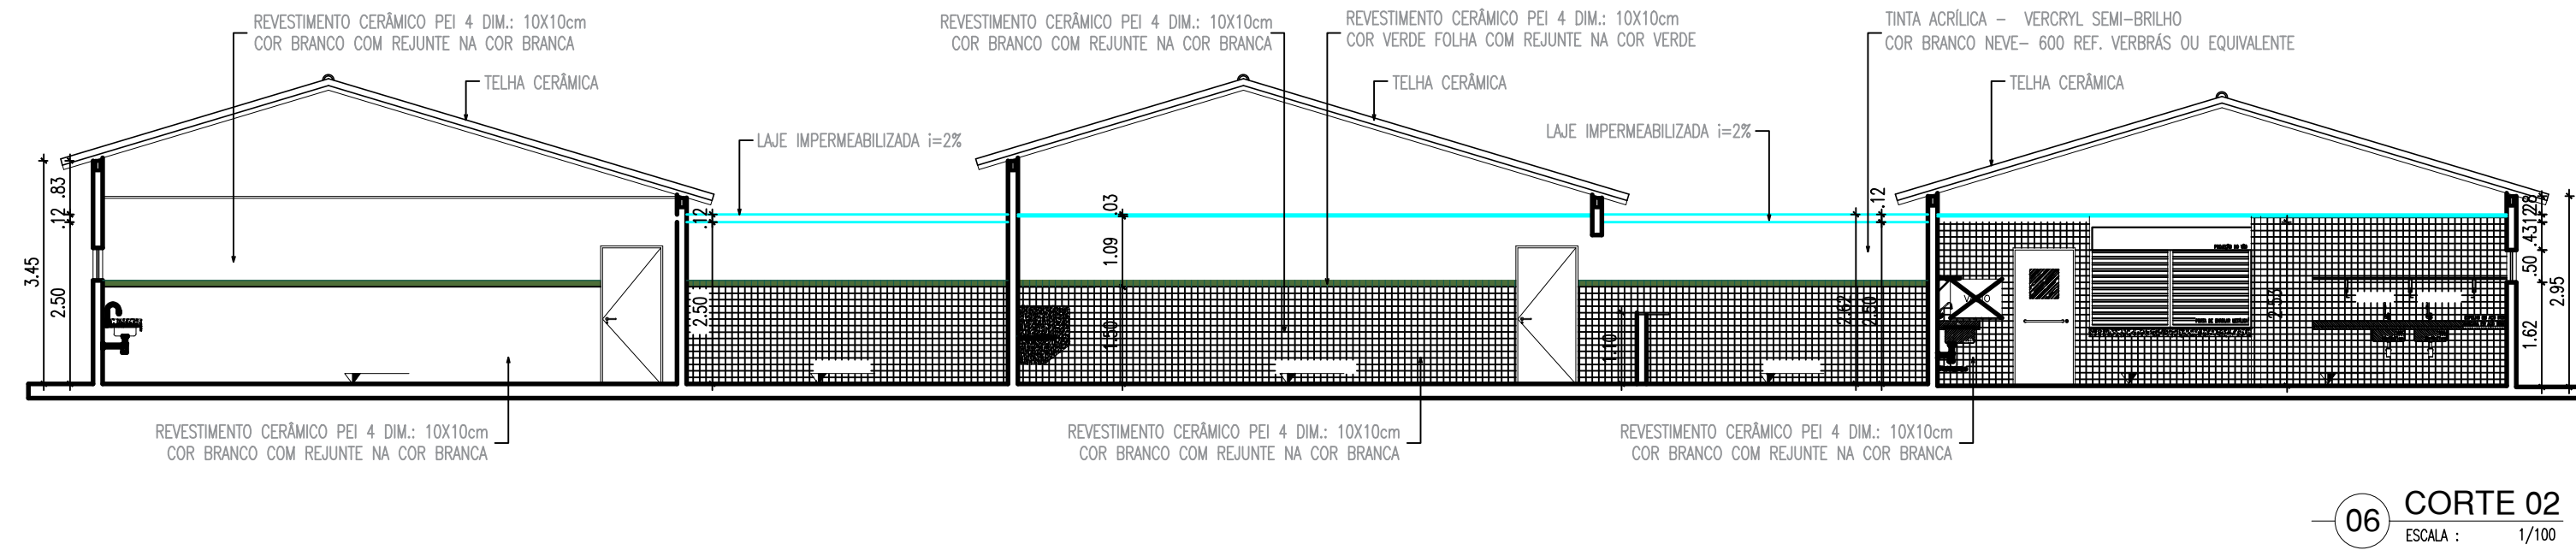 REVESTIMENTO CERÂMICO PEI 4 DIM.: 10X10cm
COR BRANCO COM REJUNTE NA COR BRANCA
TELHA CERÂMICA
LAJE IMPERMEABILIZADA i=2%
REVESTIMENTO CERÂMICO PEI 4 DIM.: 10X10cm
COR BRANCO COM REJUNTE NA COR BRANCA
REVESTIMENTO CERÂMICO PEI 4 DIM.: 10X10cm
COR VERDE FOLHA COM REJUNTE NA COR VERDE
TELHA CERÂMICA
LAJE IMPERMEABILIZADA i=2%
TINTA ACRÍLICA - VERCRYL SEMI-BRILHO
COR BRANCO NEVE- 600 REF. VERBRÁS OU EQUIVALENTE
TELHA CERÂMICA
3.45
.83
.12
2.50
.12
2.50
.03
1.09
1.50
1.10
2.62
.12
2.50
2.53
.28
.12
.43
.50
1.62
2.95
REVESTIMENTO CERÂMICO PEI 4 DIM.: 10X10cm
COR BRANCO COM REJUNTE NA COR BRANCA
REVESTIMENTO CERÂMICO PEI 4 DIM.: 10X10cm
COR BRANCO COM REJUNTE NA COR BRANCA
REVESTIMENTO CERÂMICO PEI 4 DIM.: 10X10cm
COR BRANCO COM REJUNTE NA COR BRANCA
06
CORTE 02
ESCALA : 1/100